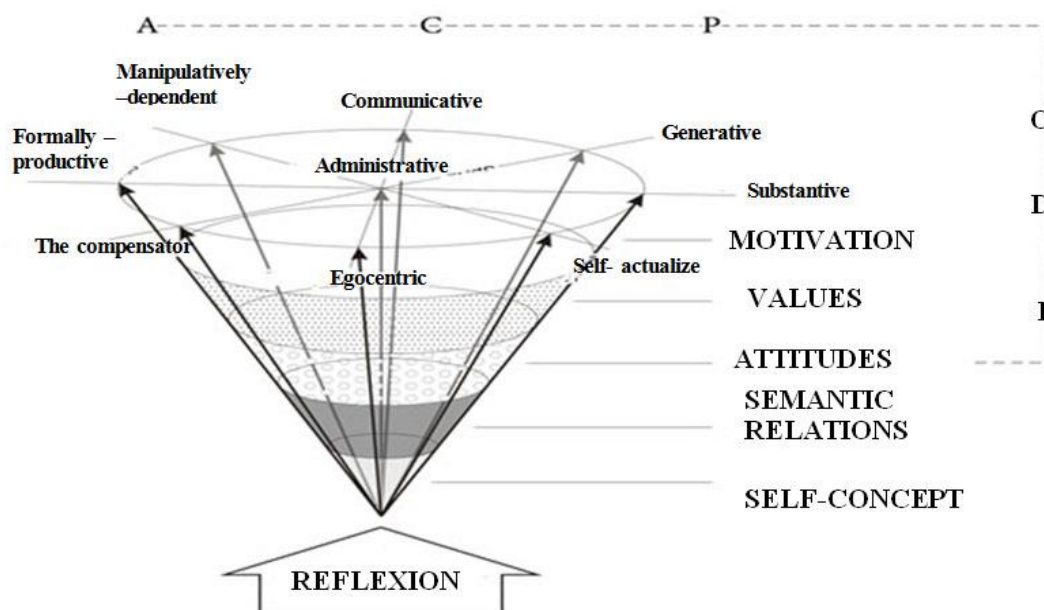 A C P
Manipulatively
–dependent
Communicative
Formally –
productive
Generative
Administrative
Substantive
The compensator
MOTIVATION
Self- actualize
Egocentric
VALUES
ATTITUDES
SEMANTIC
RELATIONS
SELF-CONCEPT
REFLEXION